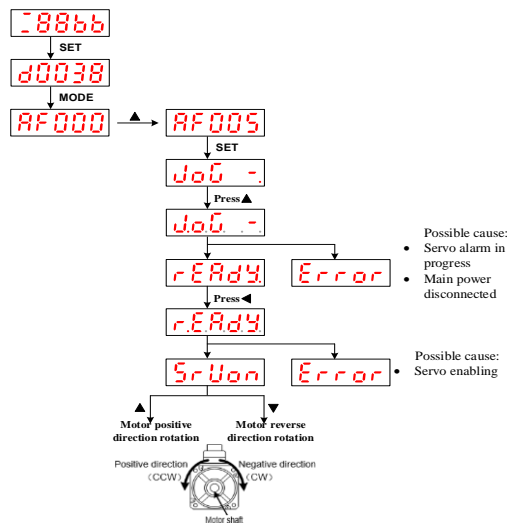 -88bb
SET
d0038
MODE
AF000
AF005
SET
JoG -.
Press▲
J.o.G. .-.
Possible cause:
• Servo alarm in
progress
• Main power
disconnected
rEAdy.
Error
Press◀
r.E.A.d.y.
Possible cause:
• Servo enabling
SrUon
Error
▲
▼
Motor positive
direction rotation
Motor reverse
direction rotation
Positive direction
(CCW)
Negative direction
(CW)
Motor shaft